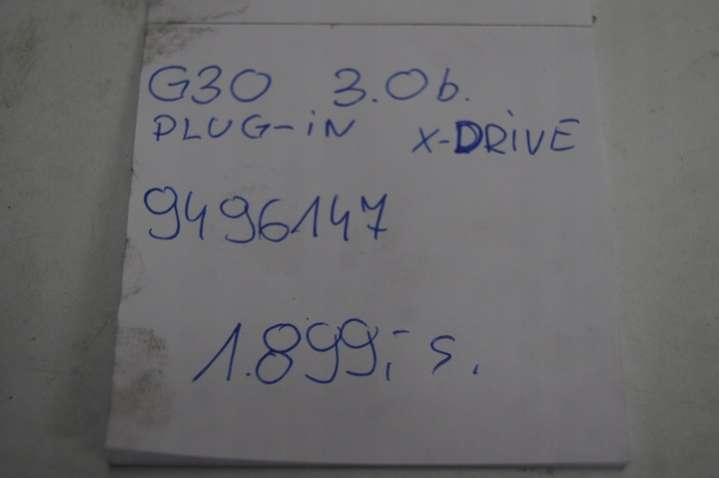 G30 3.0b.
PLUG-iN X-DRiVE
9496147
1.899,- s.